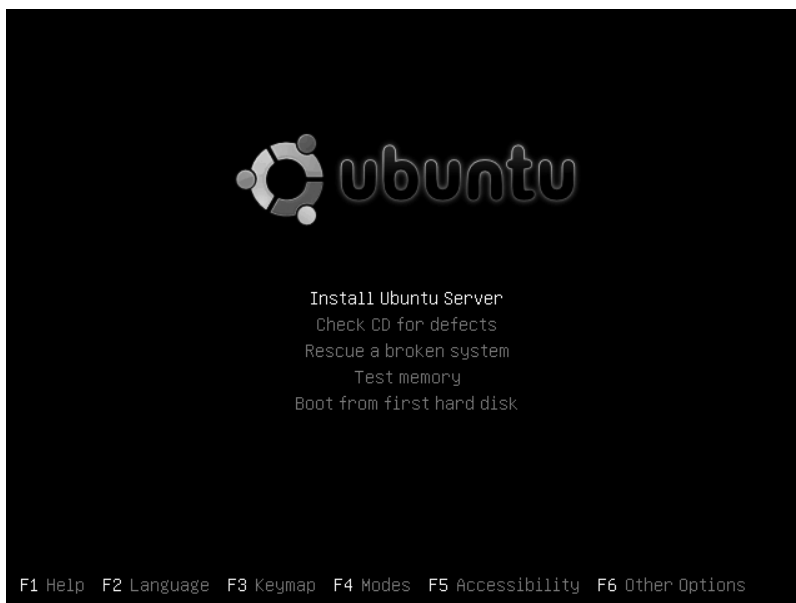 ubuntu
Install Ubuntu Server
Check CD for defects
Rescue a broken system
Test memory
Boot from first hard disk
F1 Help F2 Language F3 Keymap F4 Modes F5 Accessibility F6 Other Options